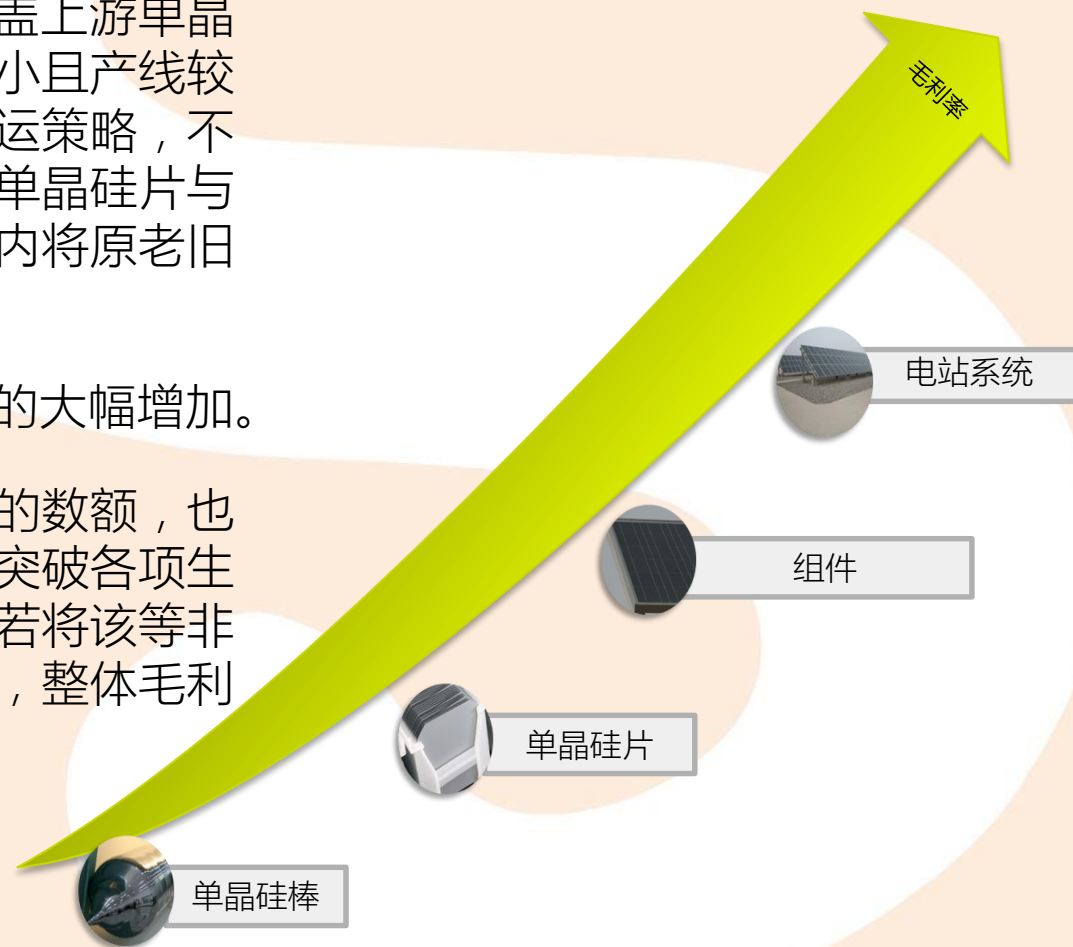 盖上游单晶
小且产线较
运策略，不
单晶硅片与
内将原老旧
的大幅增加。
的数额，也
突破各项生
若将该等非
，整体毛利
毛利率
电站系统
组件
单晶硅片
单晶硅棒